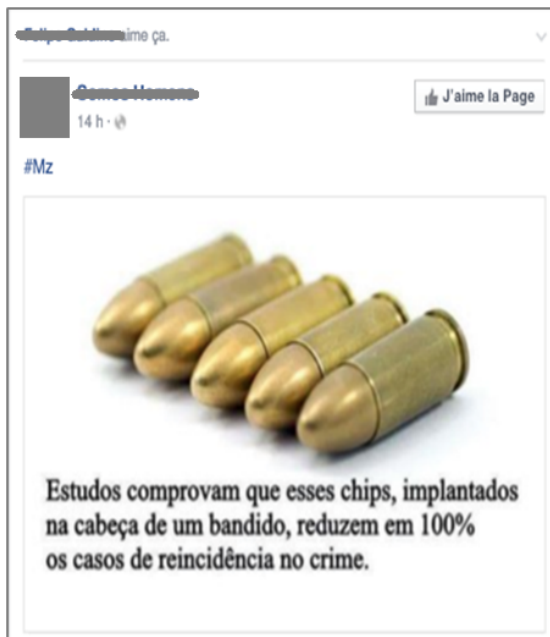 aime ça.
J'aime la Page
14 h ·
#Mz
Estudos comprovam que esses chips, implantados
na cabeça de um bandido, reduzem em 100%
os casos de reincidência no crime.